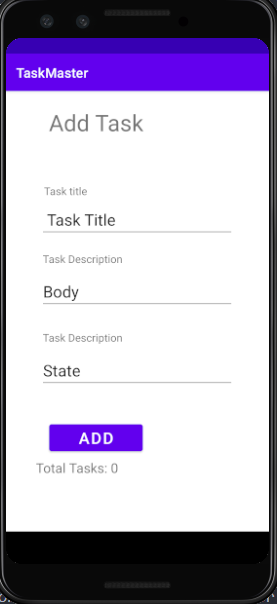 TaskMaster
Add Task
Task title
Task Title
Task Description
Body
Task Description
State
ADD
Total Tasks: 0